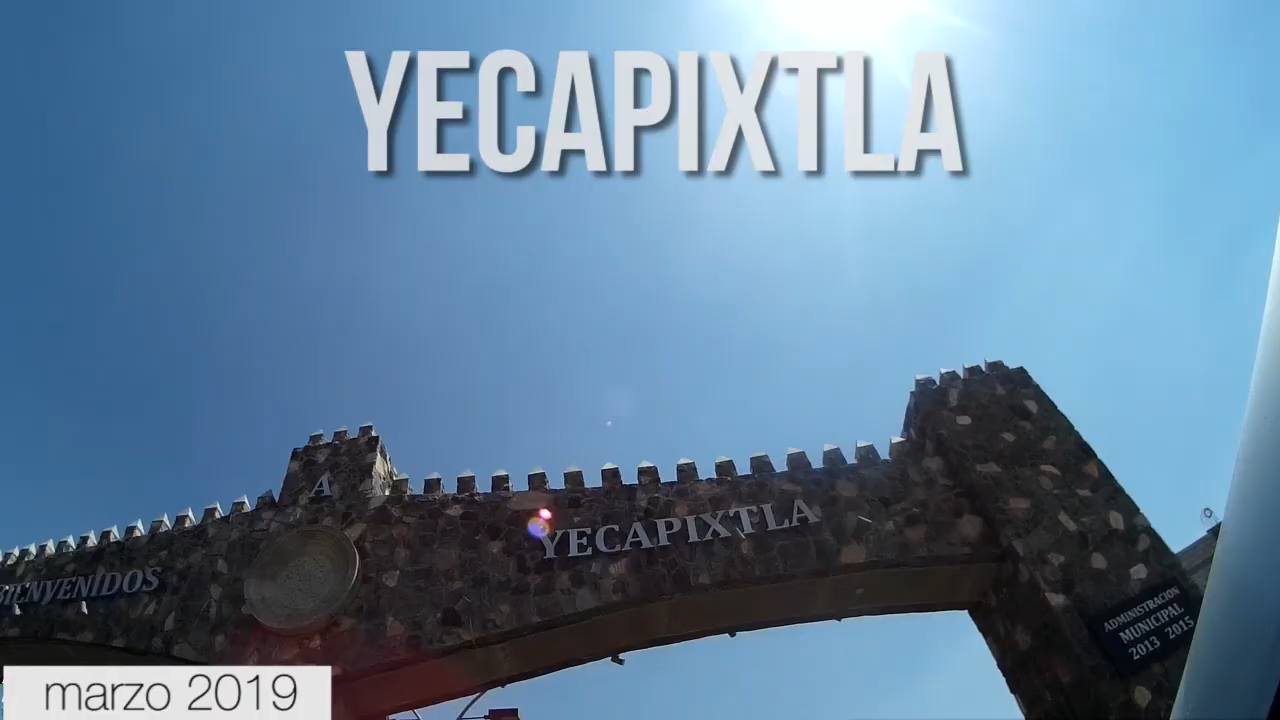 YECAPIXTLA
BIENVENIDOS
A
YECAPIXTLA
ADMINISTRACION
MUNICIPAL
2013 2015
marzo 2019